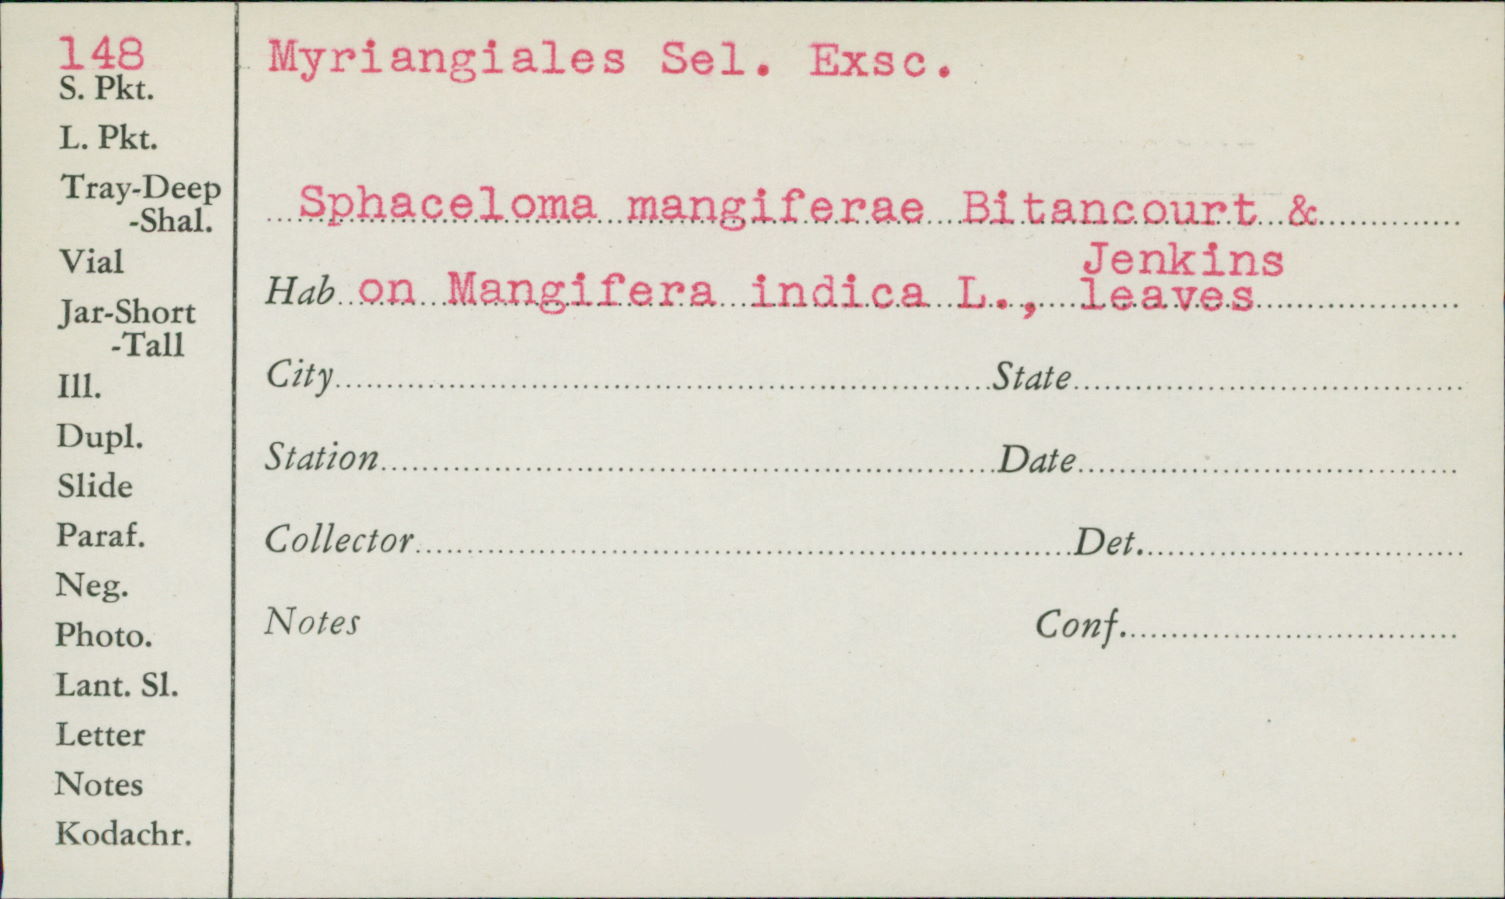 148
S. Pkt.
L. Pkt.
Tray-Deep
-Shal.
Vial
Jar-Short
-Tall
Ill.
Dupl.
Slide
Paraf.
Neg.
Photo.
Lant. Sl.
Letter
Notes
Kodachr.
Myriangiales Sel. Exsc.
Sphaceloma mangiferae Bitancourt &
Jenkins
Hab on Mangifera indica L., leaves
City State
Station Date
Collector Det.
Notes Conf.